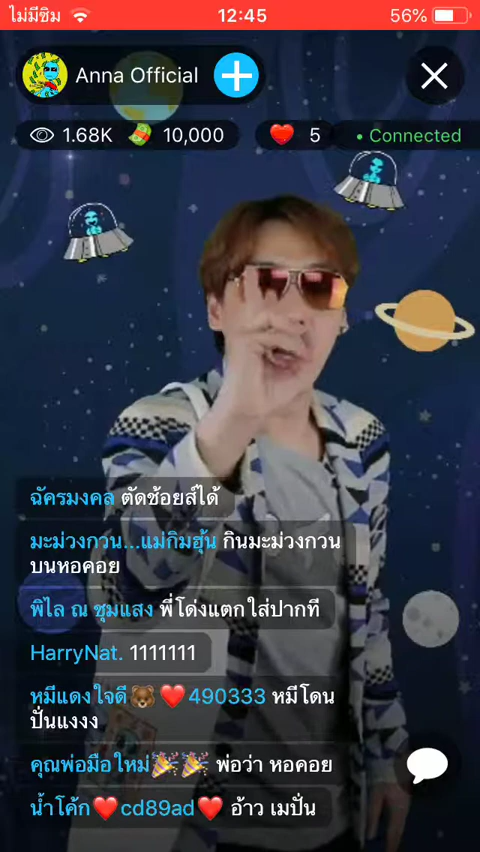 ไม่มีซิม 12:45 56%
Anna Official
1.68K 10,000 5 • Connected
ฉัครมงคล ตัดช้อยส์ได้
มะม่วงกวน...แม่กิมฮุ้น กินมะม่วงกวน
บนหอคอย
พิไล ณ ชุมแสง พี่โด่งแตกใส่ปากที
HarryNat. 1111111
หมีแดงใจดี🐻❤️490333 หมีโดน
ปั่นแงงง
คุณพ่อมือใหม่🎉🎉 พ่อว่า หอคอย
น้ำโค้ก❤️cd89ad❤️ อ้าว เมปั่น